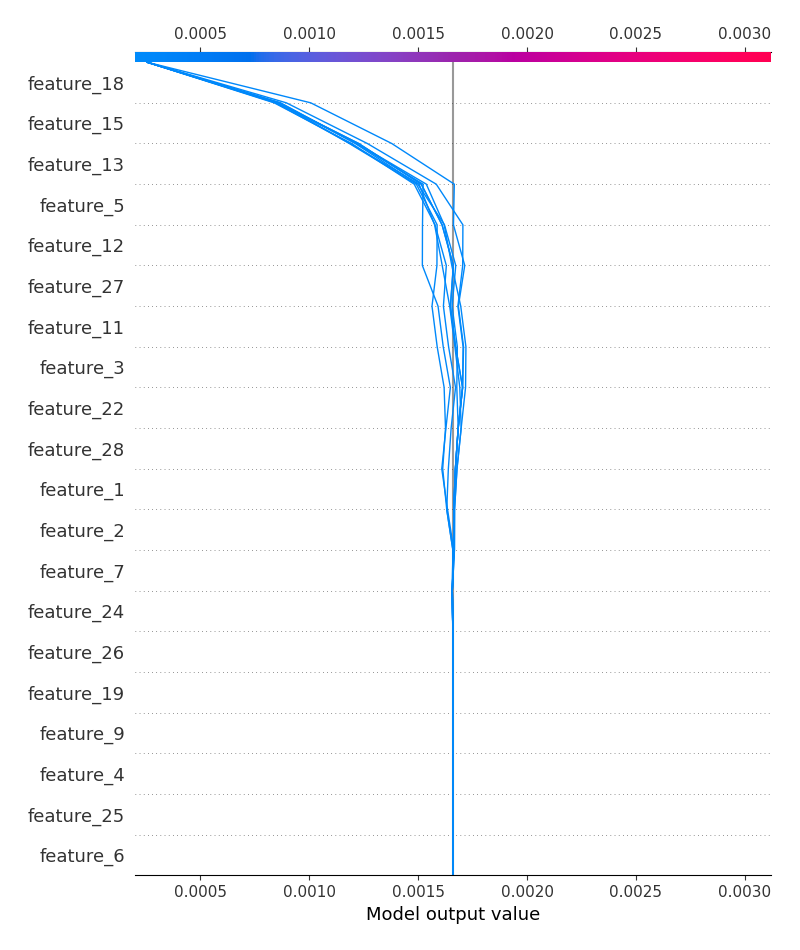 0.0005 0.0010 0.0015 0.0020 0.0025 0.0030
feature_18
feature_15
feature_13
feature_5
feature_12
feature_27
feature_11
feature_3
feature_22
feature_28
feature_1
feature_2
feature_7
feature_24
feature_26
feature_19
feature_9
feature_4
feature_25
feature_6
0.0005 0.0010 0.0015 0.0020 0.0025 0.0030
Model output value